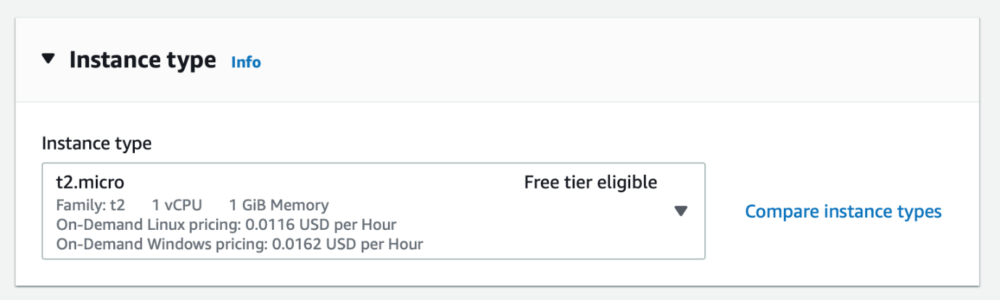 Instance type Info
Instance type
t2.micro Free tier eligible
Family: t2 1 vCPU 1 GiB Memory
On-Demand Linux pricing: 0.0116 USD per Hour
On-Demand Windows pricing: 0.0162 USD per Hour
Compare instance types